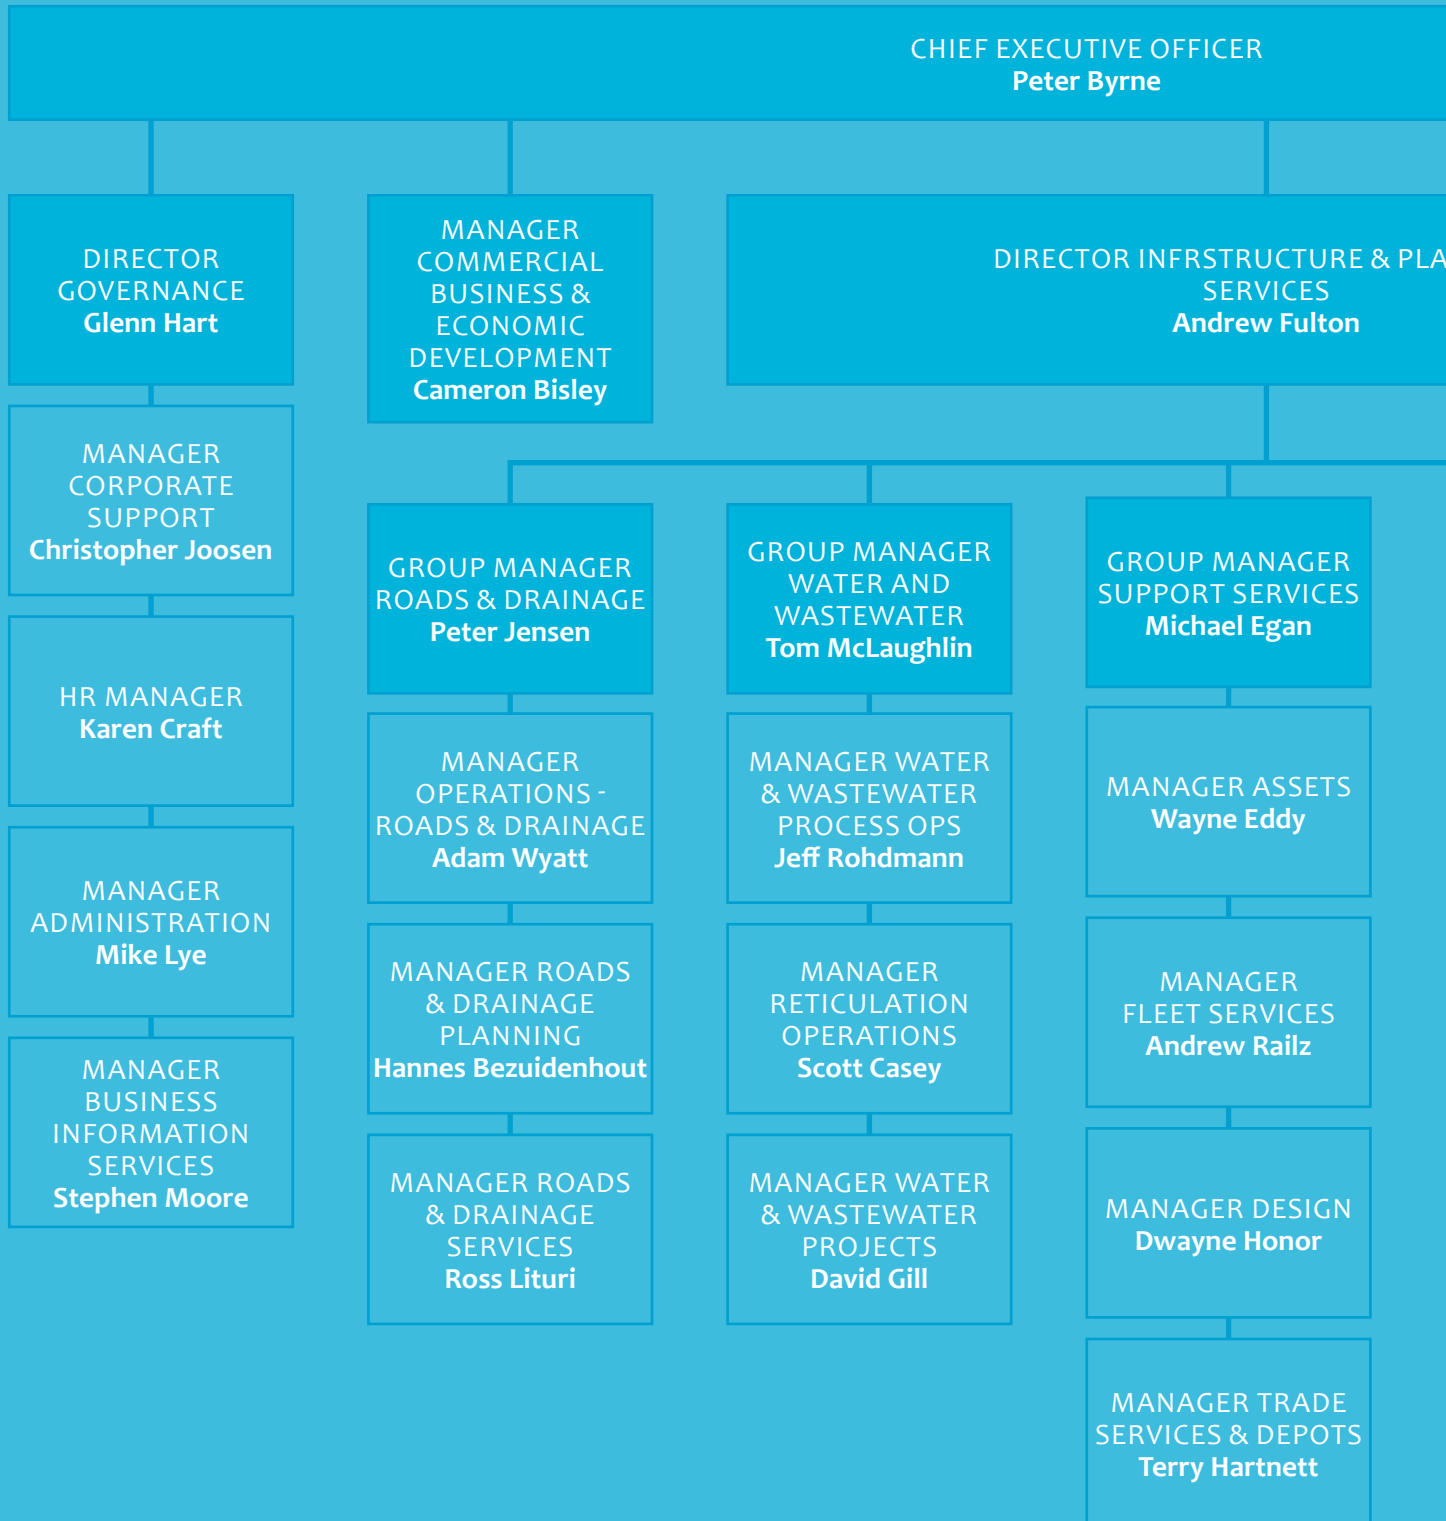 CHIEF EXECUTIVE OFFICER
Peter Byrne
DIRECTOR
GOVERNANCE
Glenn Hart
MANAGER
CORPORATE
SUPPORT
Christopher Joosen
HR MANAGER
Karen Craft
MANAGER
ADMINISTRATION
Mike Lye
MANAGER
BUSINESS
INFORMATION
SERVICES
Stephen Moore
MANAGER
COMMERCIAL
BUSINESS &
ECONOMIC
DEVELOPMENT
Cameron Bisley
DIRECTOR INFRSTRUCTURE & PLA
SERVICES
Andrew Fulton
GROUP MANAGER
ROADS & DRAINAGE
Peter Jensen
MANAGER
OPERATIONS -
ROADS & DRAINAGE
Adam Wyatt
MANAGER ROADS
& DRAINAGE
PLANNING
Hannes Bezuidenhout
MANAGER ROADS
& DRAINAGE
SERVICES
Ross Lituri
GROUP MANAGER
WATER AND
WASTEWATER
Tom McLaughlin
MANAGER WATER
& WASTEWATER
PROCESS OPS
Jeff Rohdmann
MANAGER
RETICULATION
OPERATIONS
Scott Casey
MANAGER WATER
& WASTEWATER
PROJECTS
David Gill
GROUP MANAGER
SUPPORT SERVICES
Michael Egan
MANAGER ASSETS
Wayne Eddy
MANAGER
FLEET SERVICES
Andrew Railz
MANAGER DESIGN
Dwayne Honor
MANAGER TRADE
SERVICES & DEPOTS
Terry Hartnett